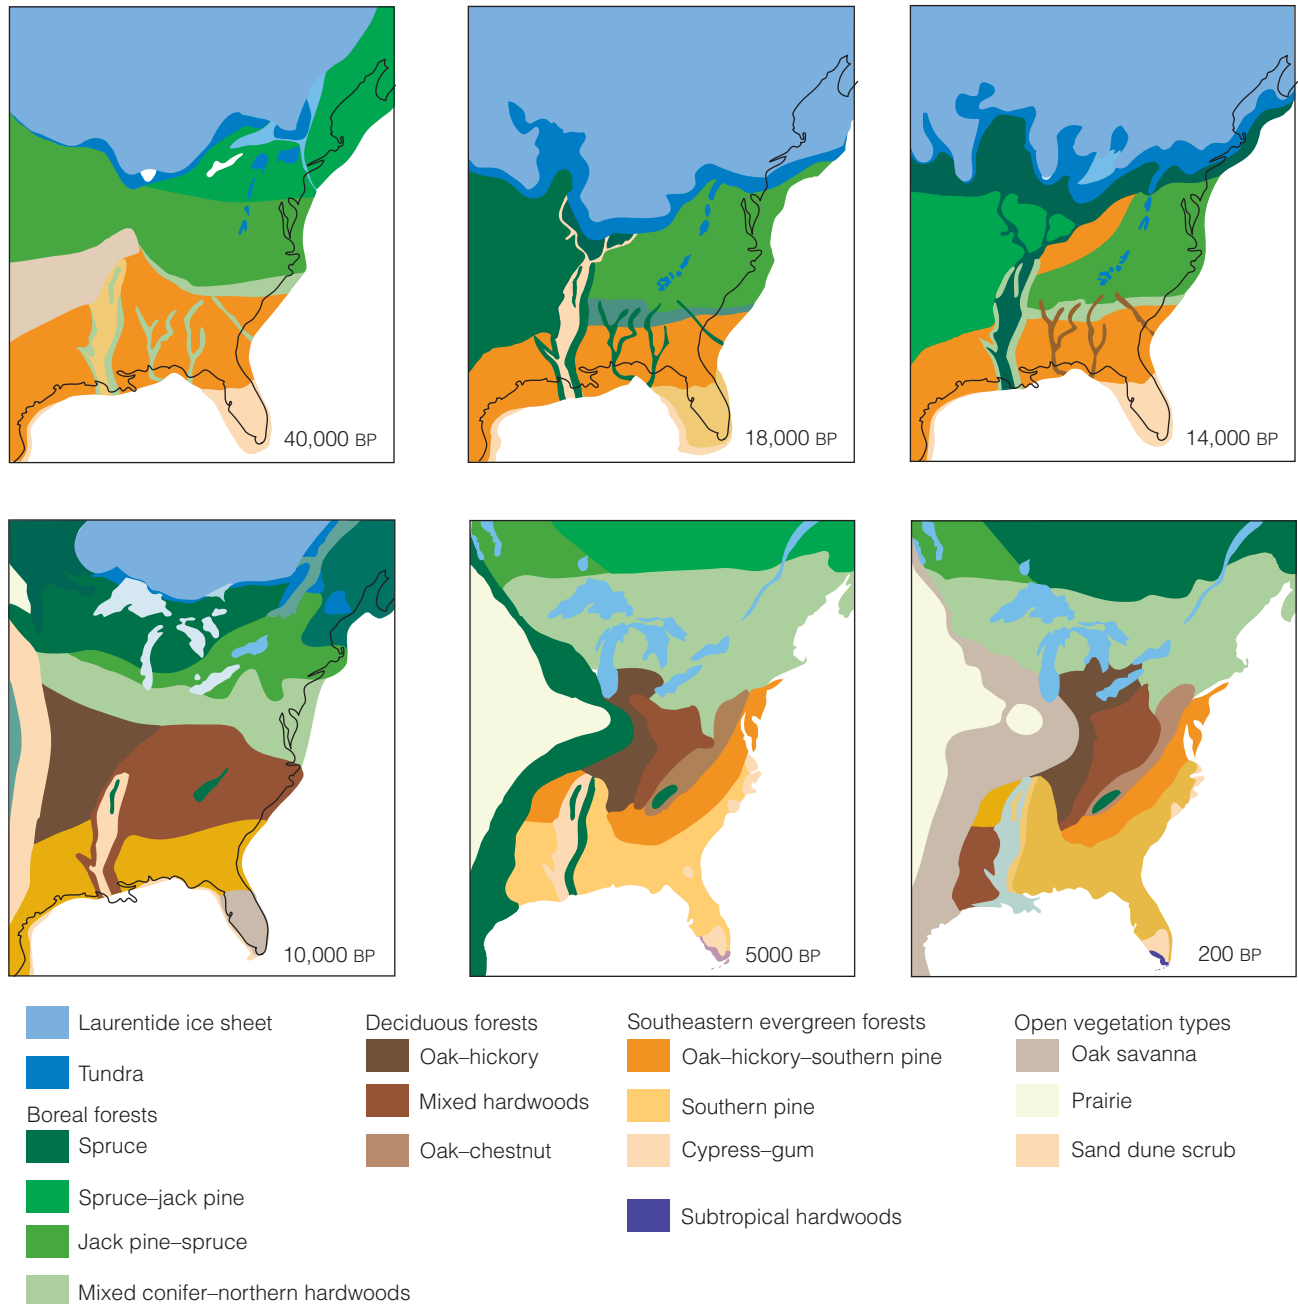 40,000 BP
18,000 BP
14,000 BP
10,000 BP
5000 BP
200 BP
Laurentide ice sheet
Tundra
Boreal forests
Spruce
Spruce–jack pine
Jack pine–spruce
Mixed conifer–northern hardwoods
Deciduous forests
Oak–hickory
Mixed hardwoods
Oak–chestnut
Southeastern evergreen forests
Oak–hickory–southern pine
Southern pine
Cypress–gum
Subtropical hardwoods
Open vegetation types
Oak savanna
Prairie
Sand dune scrub